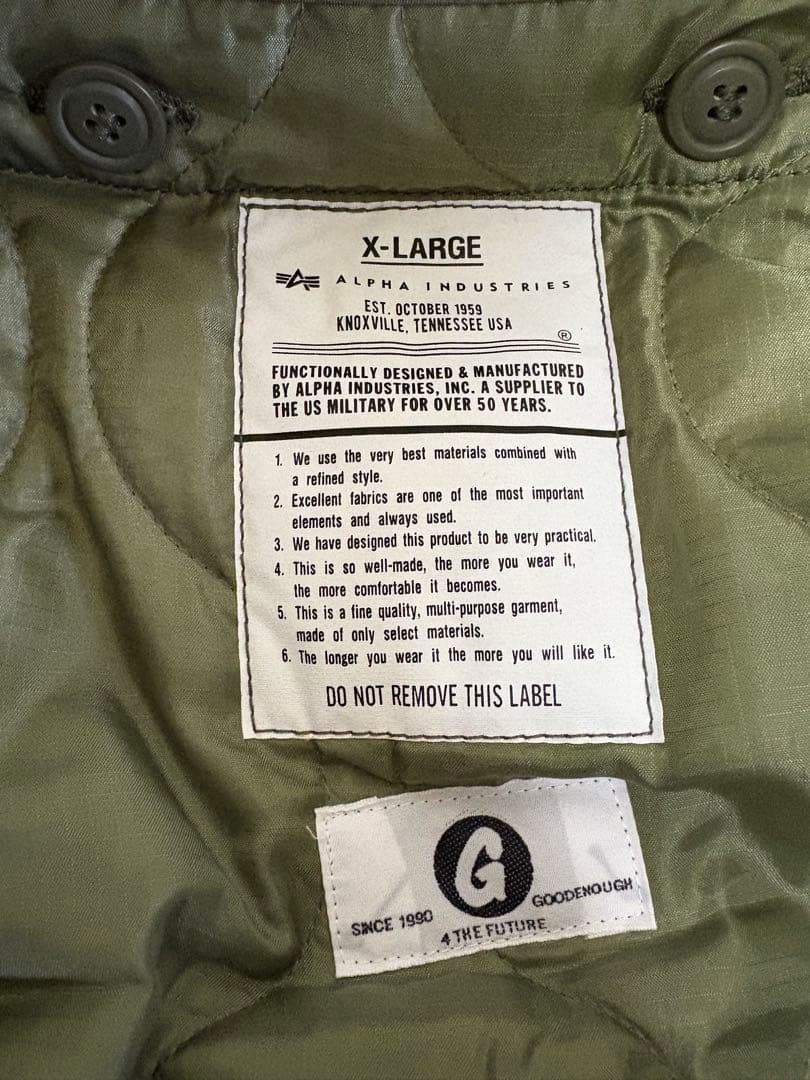 X-LARGE
ALPHA INDUSTRIES
EST. OCTOBER 1959
KNOXVILLE, TENNESSEE USA
®
FUNCTIONALLY DESIGNED & MANUFACTURED
BY ALPHA INDUSTRIES, INC. A SUPPLIER TO
THE US MILITARY FOR OVER 50 YEARS.
1. We use the very best materials combined with
a refined style.
2. Excellent fabrics are one of the most important
elements and always used.
3. We have designed this product to be very practical.
4. This is so well-made, the more you wear it,
the more comfortable it becomes.
5. This is a fine quality, multi-purpose garment,
made of only select materials.
6. The longer you wear it the more you will like it.
DO NOT REMOVE THIS LABEL
G
SINCE 1990
GOODENOUGH
4 THE FUTURE